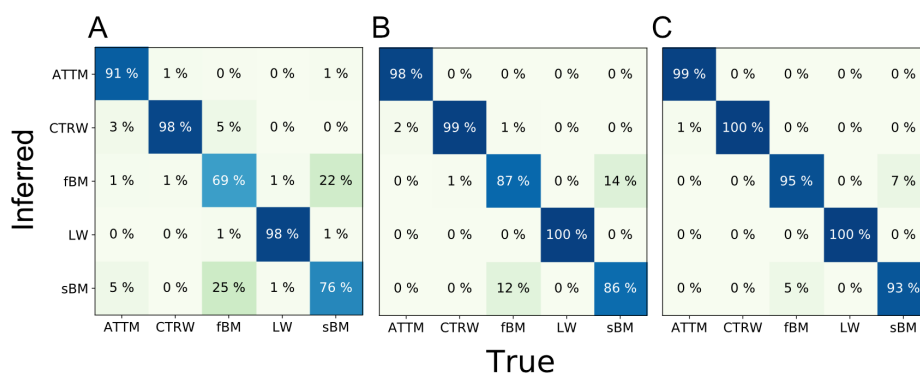 A B C
ATTM 91 % 1 % 0 % 0 % 1 % 98 % 0 % 0 % 0 % 0 % 99 % 0 % 0 % 0 % 0 %
CTRW 3 % 98 % 5 % 0 % 0 % 2 % 99 % 1 % 0 % 0 % 1 % 100 % 0 % 0 % 0 %
fBM 1 % 1 % 69 % 1 % 22 % 0 % 1 % 87 % 0 % 14 % 0 % 0 % 95 % 0 % 7 %
LW 0 % 0 % 1 % 98 % 1 % 0 % 0 % 0 % 100 % 0 % 0 % 0 % 0 % 100 % 0 %
sBM 5 % 0 % 25 % 1 % 76 % 0 % 0 % 12 % 0 % 86 % 0 % 0 % 5 % 0 % 93 %
ATTM CTRW fBM LW sBM ATTM CTRW fBM LW sBM ATTM CTRW fBM LW sBM
Inferred
True